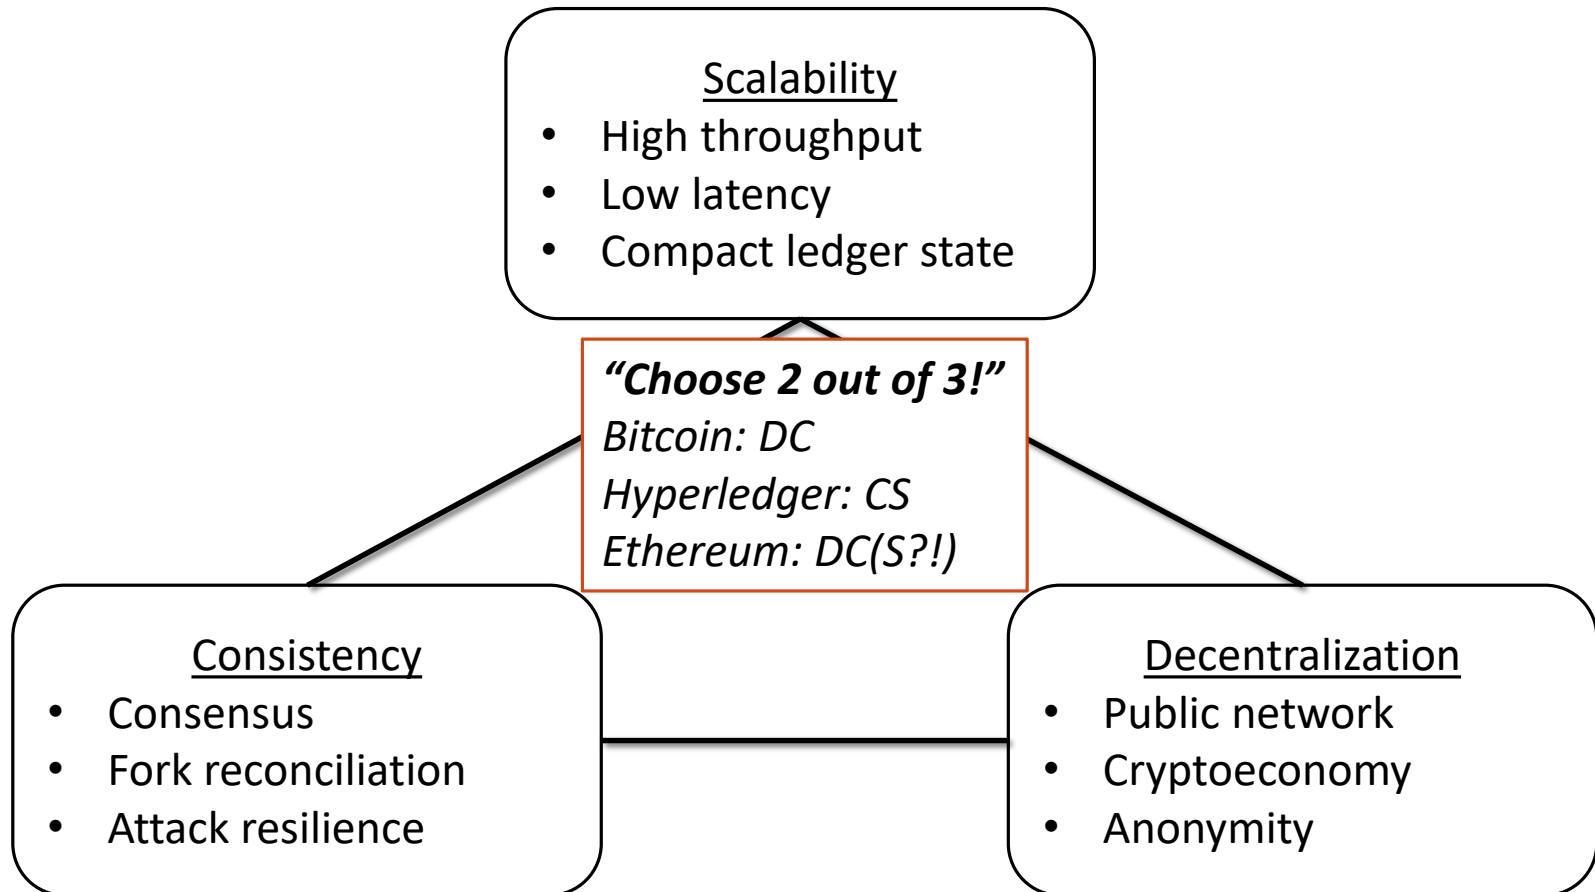 Scalability
• High throughput
• Low latency
• Compact ledger state
“Choose 2 out of 3!”
Bitcoin: DC
Hyperledger: CS
Ethereum: DC(S?!)
Consistency
• Consensus
• Fork reconciliation
• Attack resilience
Decentralization
• Public network
• Cryptoeconomy
• Anonymity